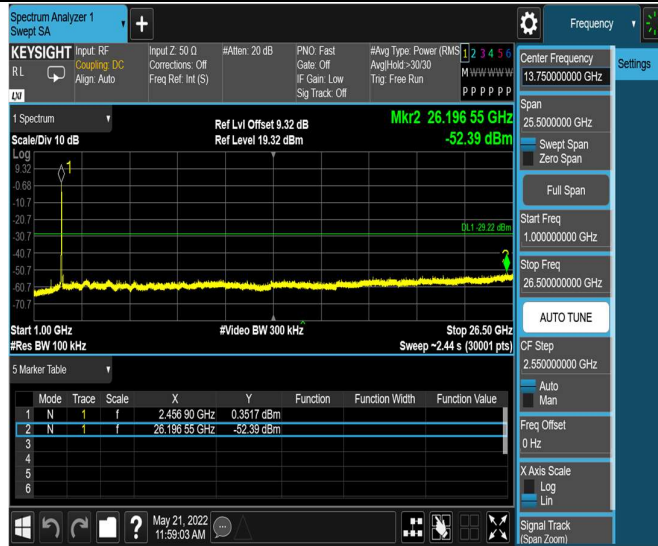 Spectrum Analyzer 1
Swept SA
Frequency
KEYSIGHT
RL
LXI
Input: RF
Coupling: DC
Align: Auto
Input Z: 50 Ω
Corrections: Off
Freq Ref: Int (S)
#Atten: 20 dB
PNO: Fast
Gate: Off
IF Gain: Low
Sig Track: Off
#Avg Type: Power (RMS
Avg|Hold:>30/30
Trig: Free Run
1 2 3 4 5 6
M W W W W W
P P P P P P
1 Spectrum
Scale/Div 10 dB
Ref Lvl Offset 9.32 dB
Ref Level 19.32 dBm
Mkr2 26.196 55 GHz
-52.39 dBm
Log
9.32
-0.68
-10.7
-20.7
-30.7
-40.7
-50.7
-60.7
-70.7
1
DL1 -29.22 dBm
2
Start 1.00 GHz
#Res BW 100 kHz
#Video BW 300 kHz
Stop 26.50 GHz
Sweep ~2.44 s (30001 pts)
5 Marker Table
Mode Trace Scale X Y Function Function Width Function Value
1 N 1 f 2.456 90 GHz 0.3517 dBm
2 N 1 f 26.196 55 GHz -52.39 dBm
3
4
5
6
May 21, 2022
11:59:03 AM
Center Frequency
13.750000000 GHz
Span
25.5000000 GHz
Swept Span
Zero Span
Full Span
Start Freq
1.000000000 GHz
Stop Freq
26.500000000 GHz
AUTO TUNE
CF Step
2.550000000 GHz
Auto
Man
Freq Offset
0 Hz
X Axis Scale
Log
Lin
Signal Track
(Span Zoom)
Settings